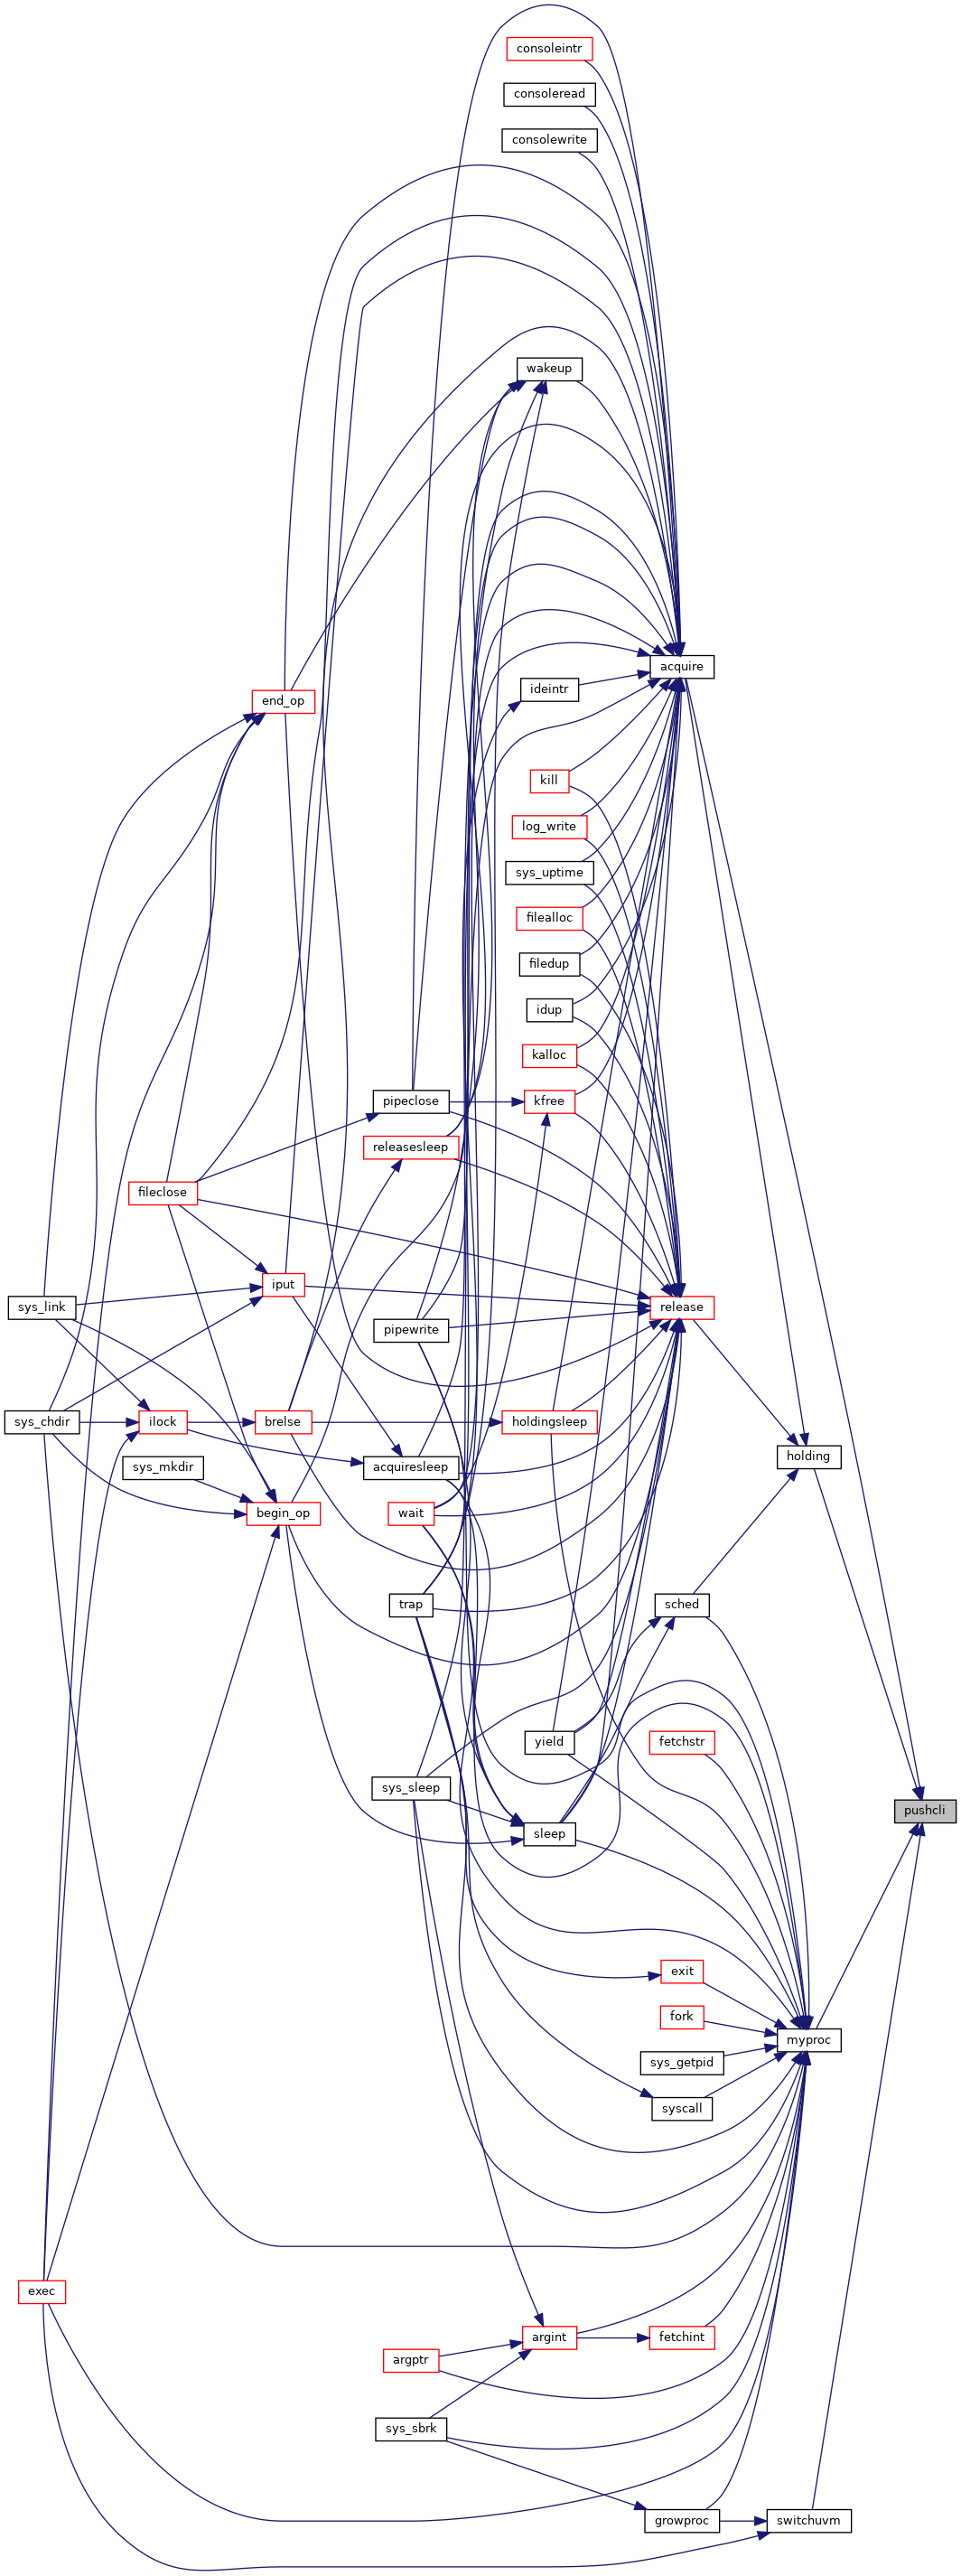 consoleintr
consoleread
consolewrite
wakeup
acquire
ideintr
end_op
kill
log_write
sys_uptime
filealloc
filedup
idup
kalloc
pipeclose
kfree
releasesleep
fileclose
iput
sys_link
release
pipewrite
sys_chdir
ilock
brelse
holdingsleep
holding
sys_mkdir
acquiresleep
begin_op
wait
trap
sched
yield
fetchstr
sys_sleep
pushcli
sleep
exit
fork
myproc
sys_getpid
syscall
exec
argint
fetchint
argptr
sys_sbrk
growproc
switchuvm